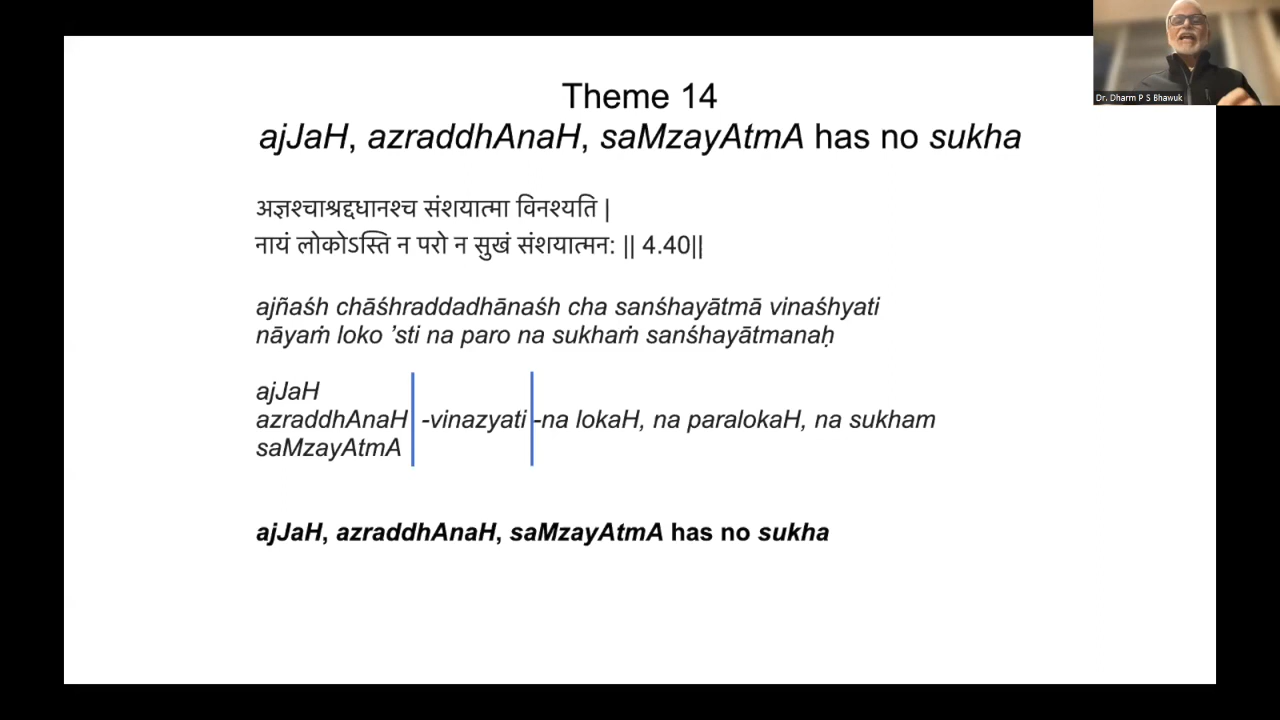 Dr. Dharm P S Bhawuk
Theme 14
ajJaH, azraddhAnaH, saMzayAtmA has no sukha
अज्ञश्चाश्रद्दधानश्च संशयात्मा विनश्यति |
नायं लोकोऽस्ति न परो न सुखं संशयात्मन: || 4.40||
ajñaśh chāśhraddadhānaśh cha sanśhayātmā vinaśhyati
nāyaṁ loko ’sti na paro na sukhaṁ sanśhayātmanaḥ
ajJaH
azraddhAnaH -vinazyati -na lokaH, na paralokaH, na sukham
saMzayAtmA
ajJaH, azraddhAnaH, saMzayAtmA has no sukha